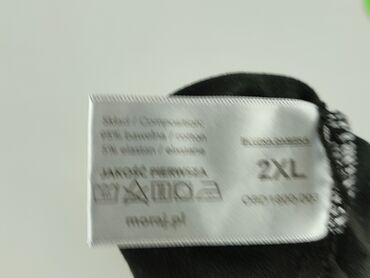 Skład / Composition:
95% bawełna / cotton
5% elastan / elastane
JAKOŚĆ PIERWSZA
moraj.pl
2XL